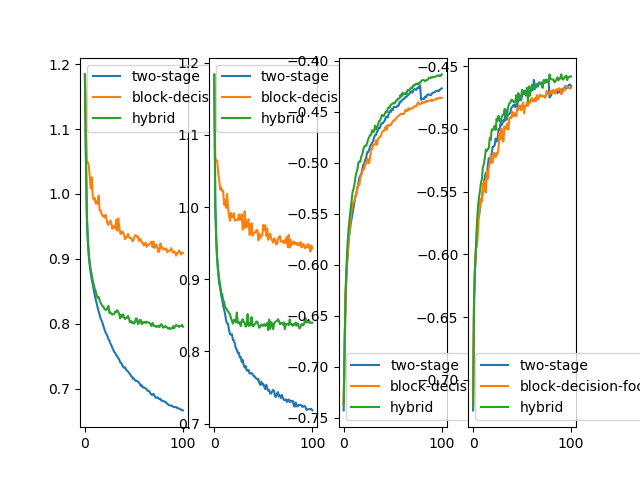 1.2
1.1
1.0
0.9
0.8
0.7
0 100
two-stage
block-decis
hybrid
1.2
1.1
1.0
0.9
0.8
0.7
0 100
two-stage
block-decis
hybrid
−0.40
−0.45
−0.50
−0.55
−0.60
−0.65
−0.70
−0.75
0 100
two-stage
block-decis
hybrid
−0.45
−0.50
−0.55
−0.60
−0.65
−0.70
0 100
two-stage
block-decision-foc
hybrid